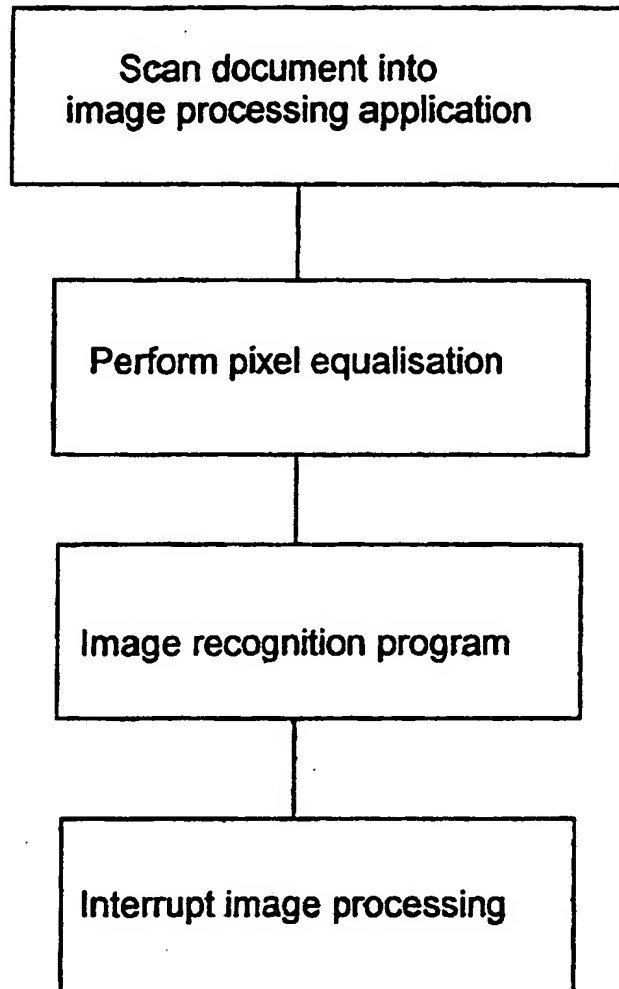 Scan document into
image processing application
Perform pixel equalisation
Image recognition program
Interrupt image processing